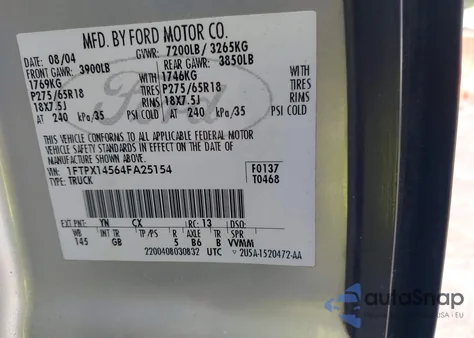 MFD. BY FORD MOTOR CO.
DATE: 08/04 GVWR: 7200LB/ 3265KG
FRONT GAWR: 3900LB REAR GAWR: 3850LB
1769KG WITH 1746KG WITH
P275/65R18 TIRES P275/65R18 TIRES
18X7.5J RIMS 18X7.5J RIMS
AT 240 kPa/35 PSI COLD AT 240 kPa/35 PSI COLD
THIS VEHICLE CONFORMS TO ALL APPLICABLE FEDERAL MOTOR
VEHICLE SAFETY AND BUMPER STANDARDS IN EFFECT ON THE DATE OF
MANUFACTURE SHOWN ABOVE.
VIN: 1FTPX14564FA25154 F0137
TYPE: TRUCK T0468
EXT PNT: YN CX RC: 13 DSO:
WB INT TR TP/PS R AXLE TR SPR
145 GB 5 B6 B VVMM
2200408030832 UTC 2U5A-1520472-AA
Ford
autoSnap